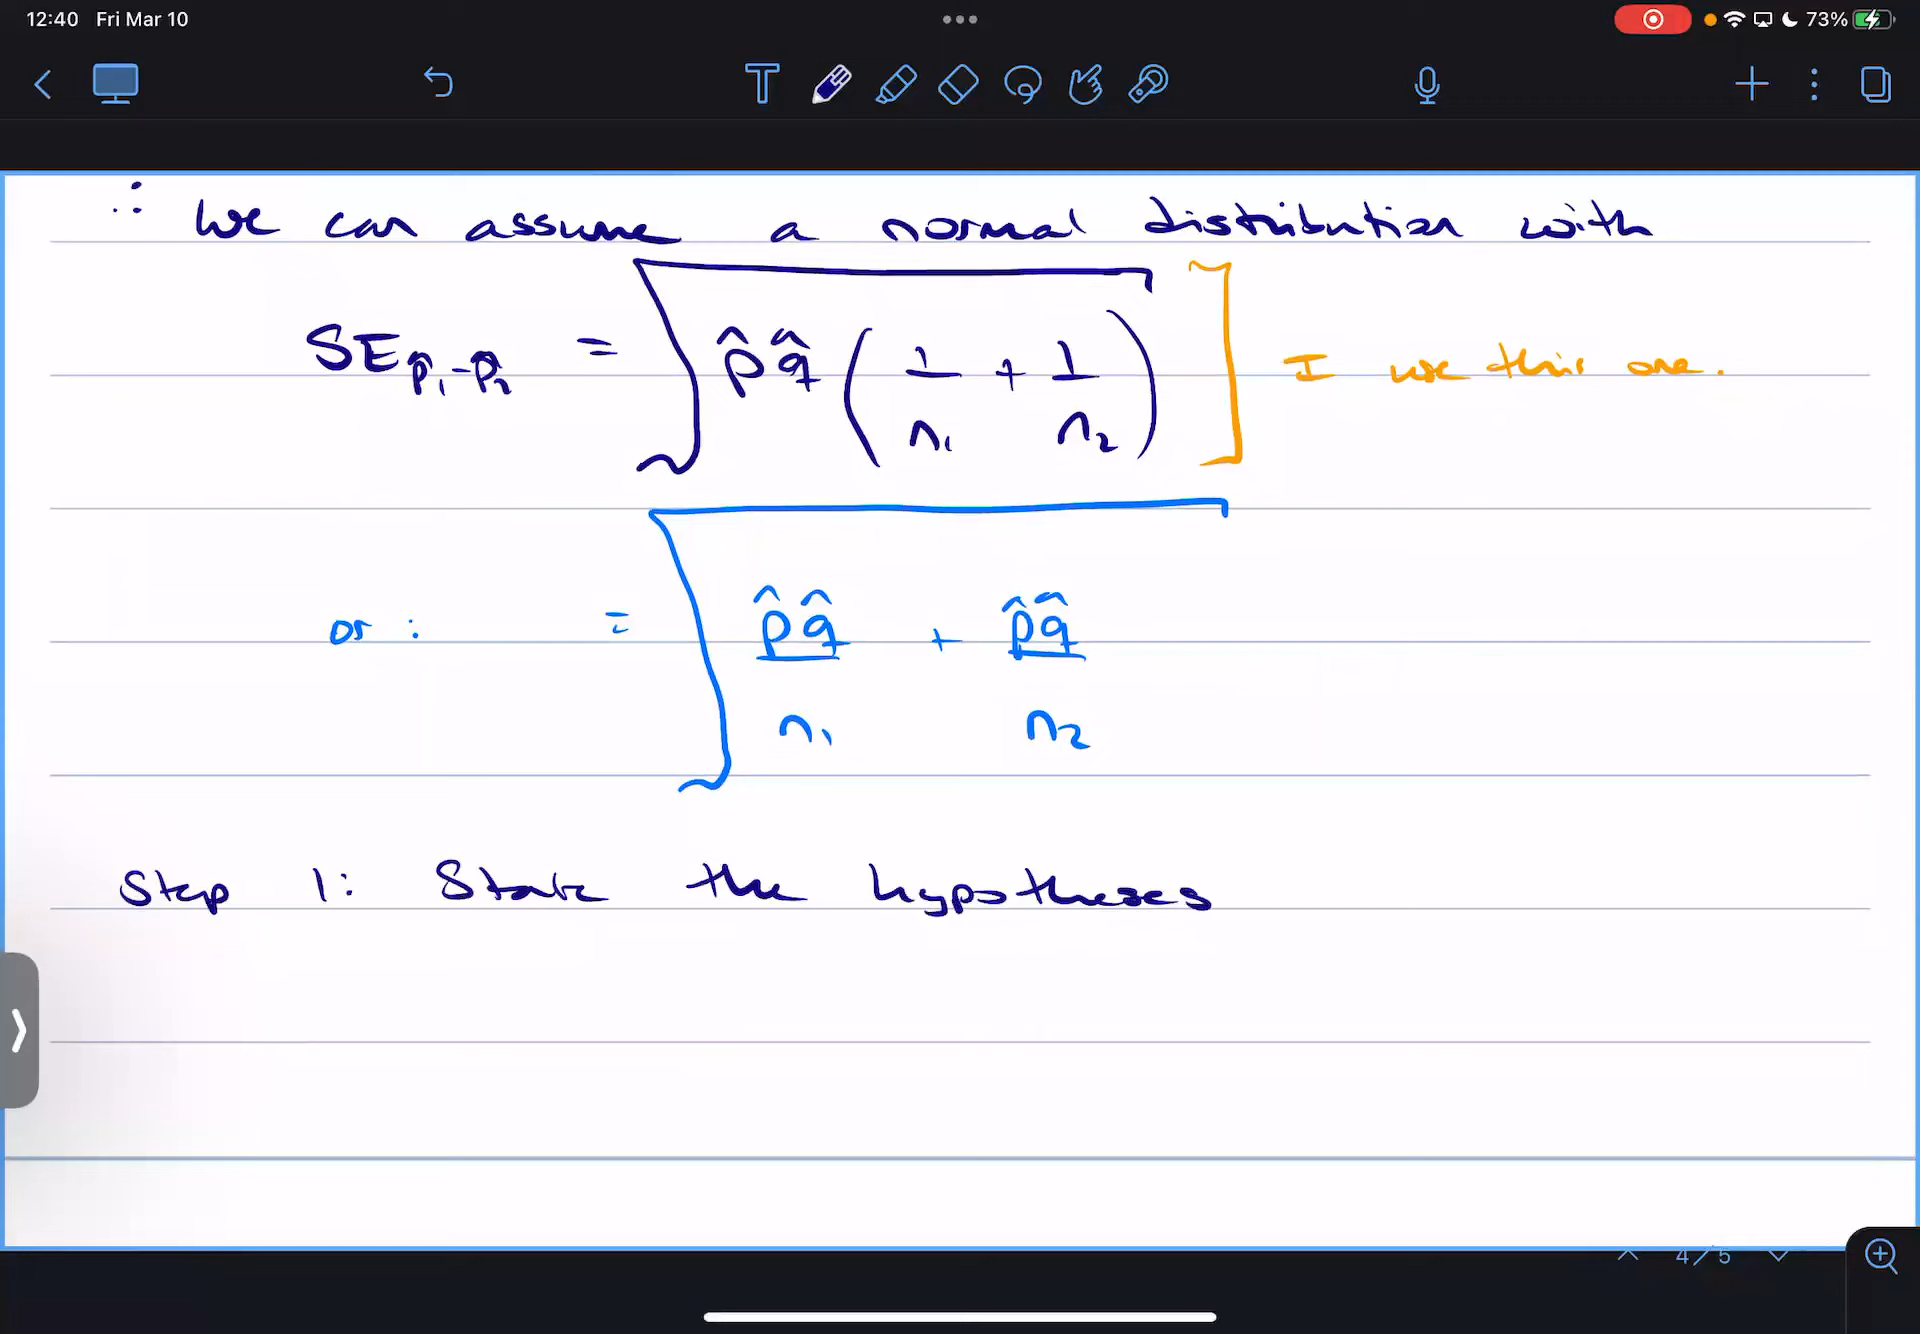 12:40 Fri Mar 10 73%
T
∴ We can assume a normal distribution with
SE_{p̂₁-p̂₂} = √(p̂q̂(1/n₁ + 1/n₂)) ] I use this one.
or : = √(p̂q̂/n₁ + p̂q̂/n₂)
Step 1: State the hypotheses
4/5